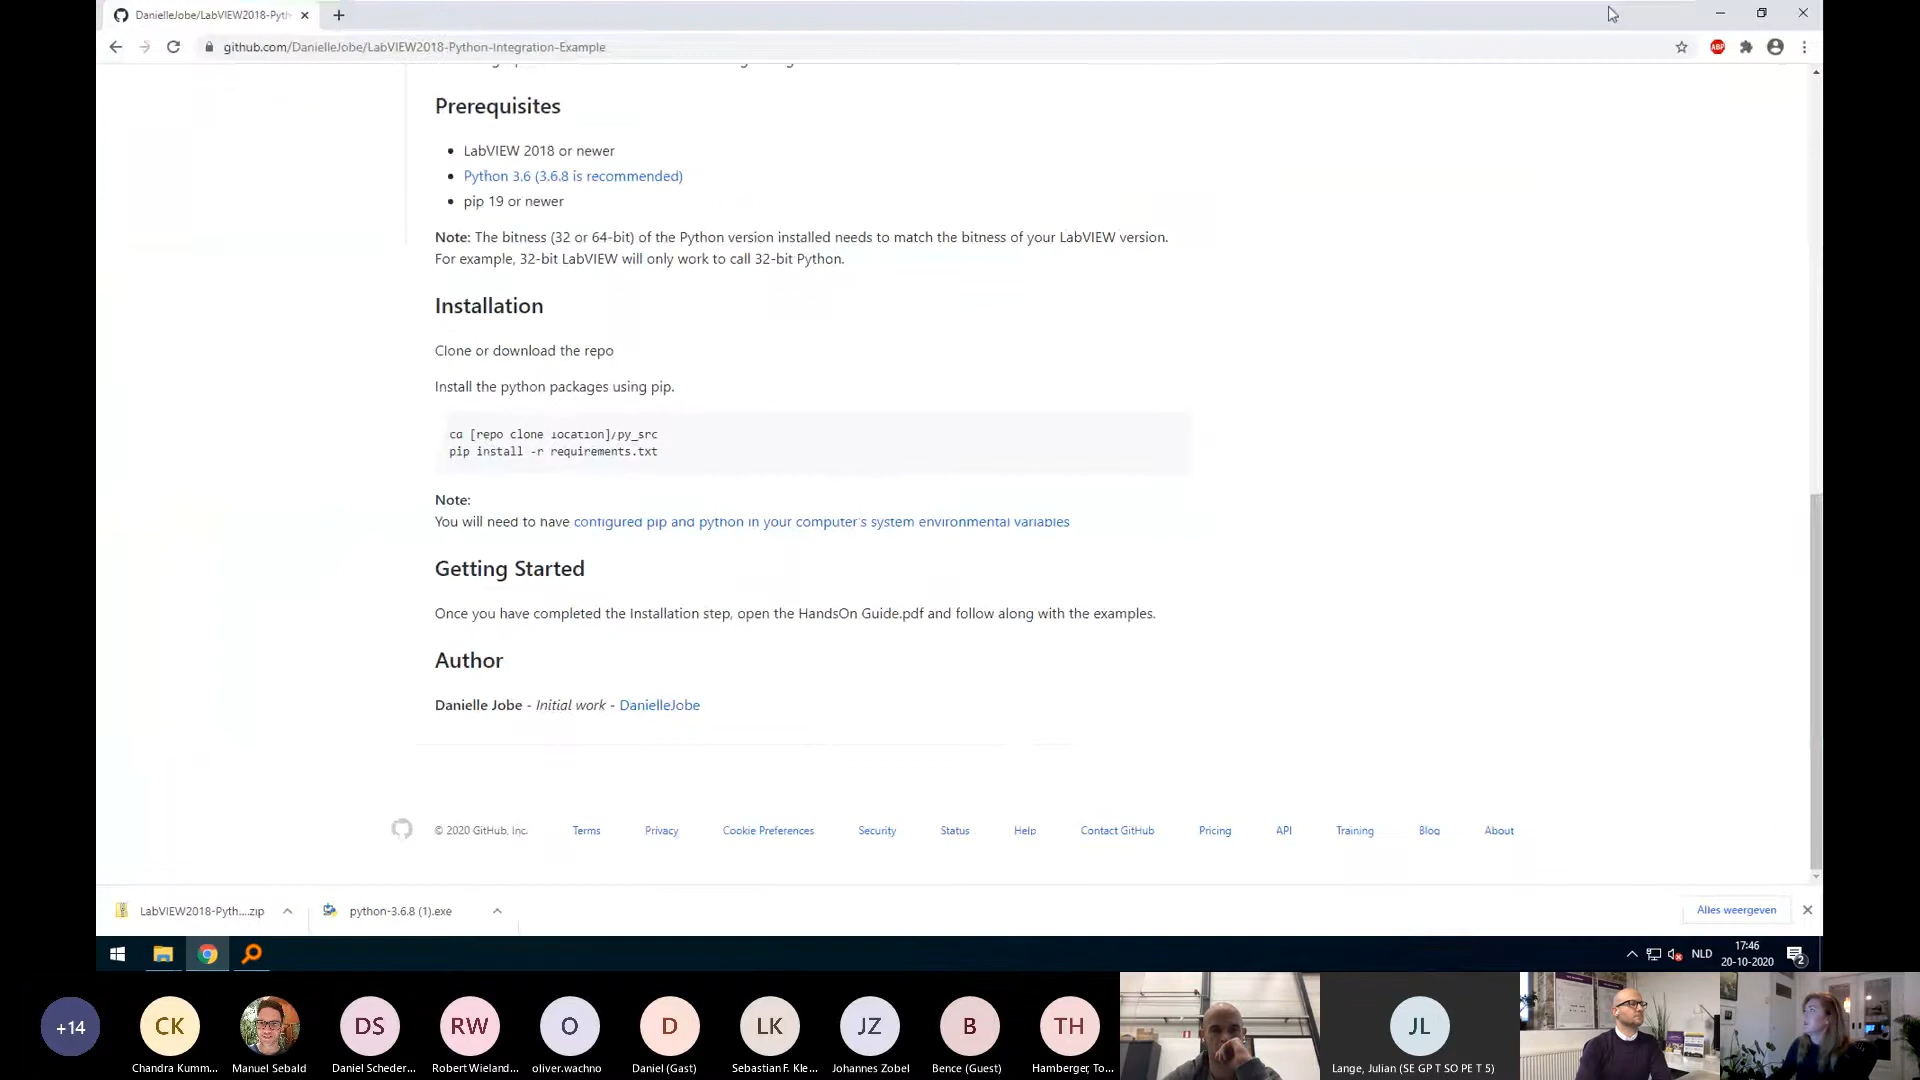 DanielleJobe/LabVIEW2018-Pyth
github.com/DanielleJobe/LabVIEW2018-Python-Integration-Example
ABP
Prerequisites
LabVIEW 2018 or newer
Python 3.6 (3.6.8 is recommended)
pip 19 or newer
Note: The bitness (32 or 64-bit) of the Python version installed needs to match the bitness of your LabVIEW version.
For example, 32-bit LabVIEW will only work to call 32-bit Python.
Installation
Clone or download the repo
Install the python packages using pip.
cd [repo clone location]/py_src
pip install -r requirements.txt
Note:
You will need to have configured pip and python in your computer's system environmental variables
Getting Started
Once you have completed the Installation step, open the HandsOn Guide.pdf and follow along with the examples.
Author
Danielle Jobe - Initial work - DanielleJobe
© 2020 GitHub, Inc. Terms Privacy Cookie Preferences Security Status Help Contact GitHub Pricing API Training Blog About
LabVIEW2018-Pyth....zip python-3.6.8 (1).exe Alles weergeven
NLD 17:46
20-10-2020 2
+14 CK DS RW O D LK JZ B TH JL
Chandra Kumm... Manuel Sebald Daniel Scheder... Robert Wieland... oliver.wachno Daniel (Gast) Sebastian F. Kle... Johannes Zobel Bence (Guest) Hamberger, To... Lange, Julian (SE GP T SO PE T 5)